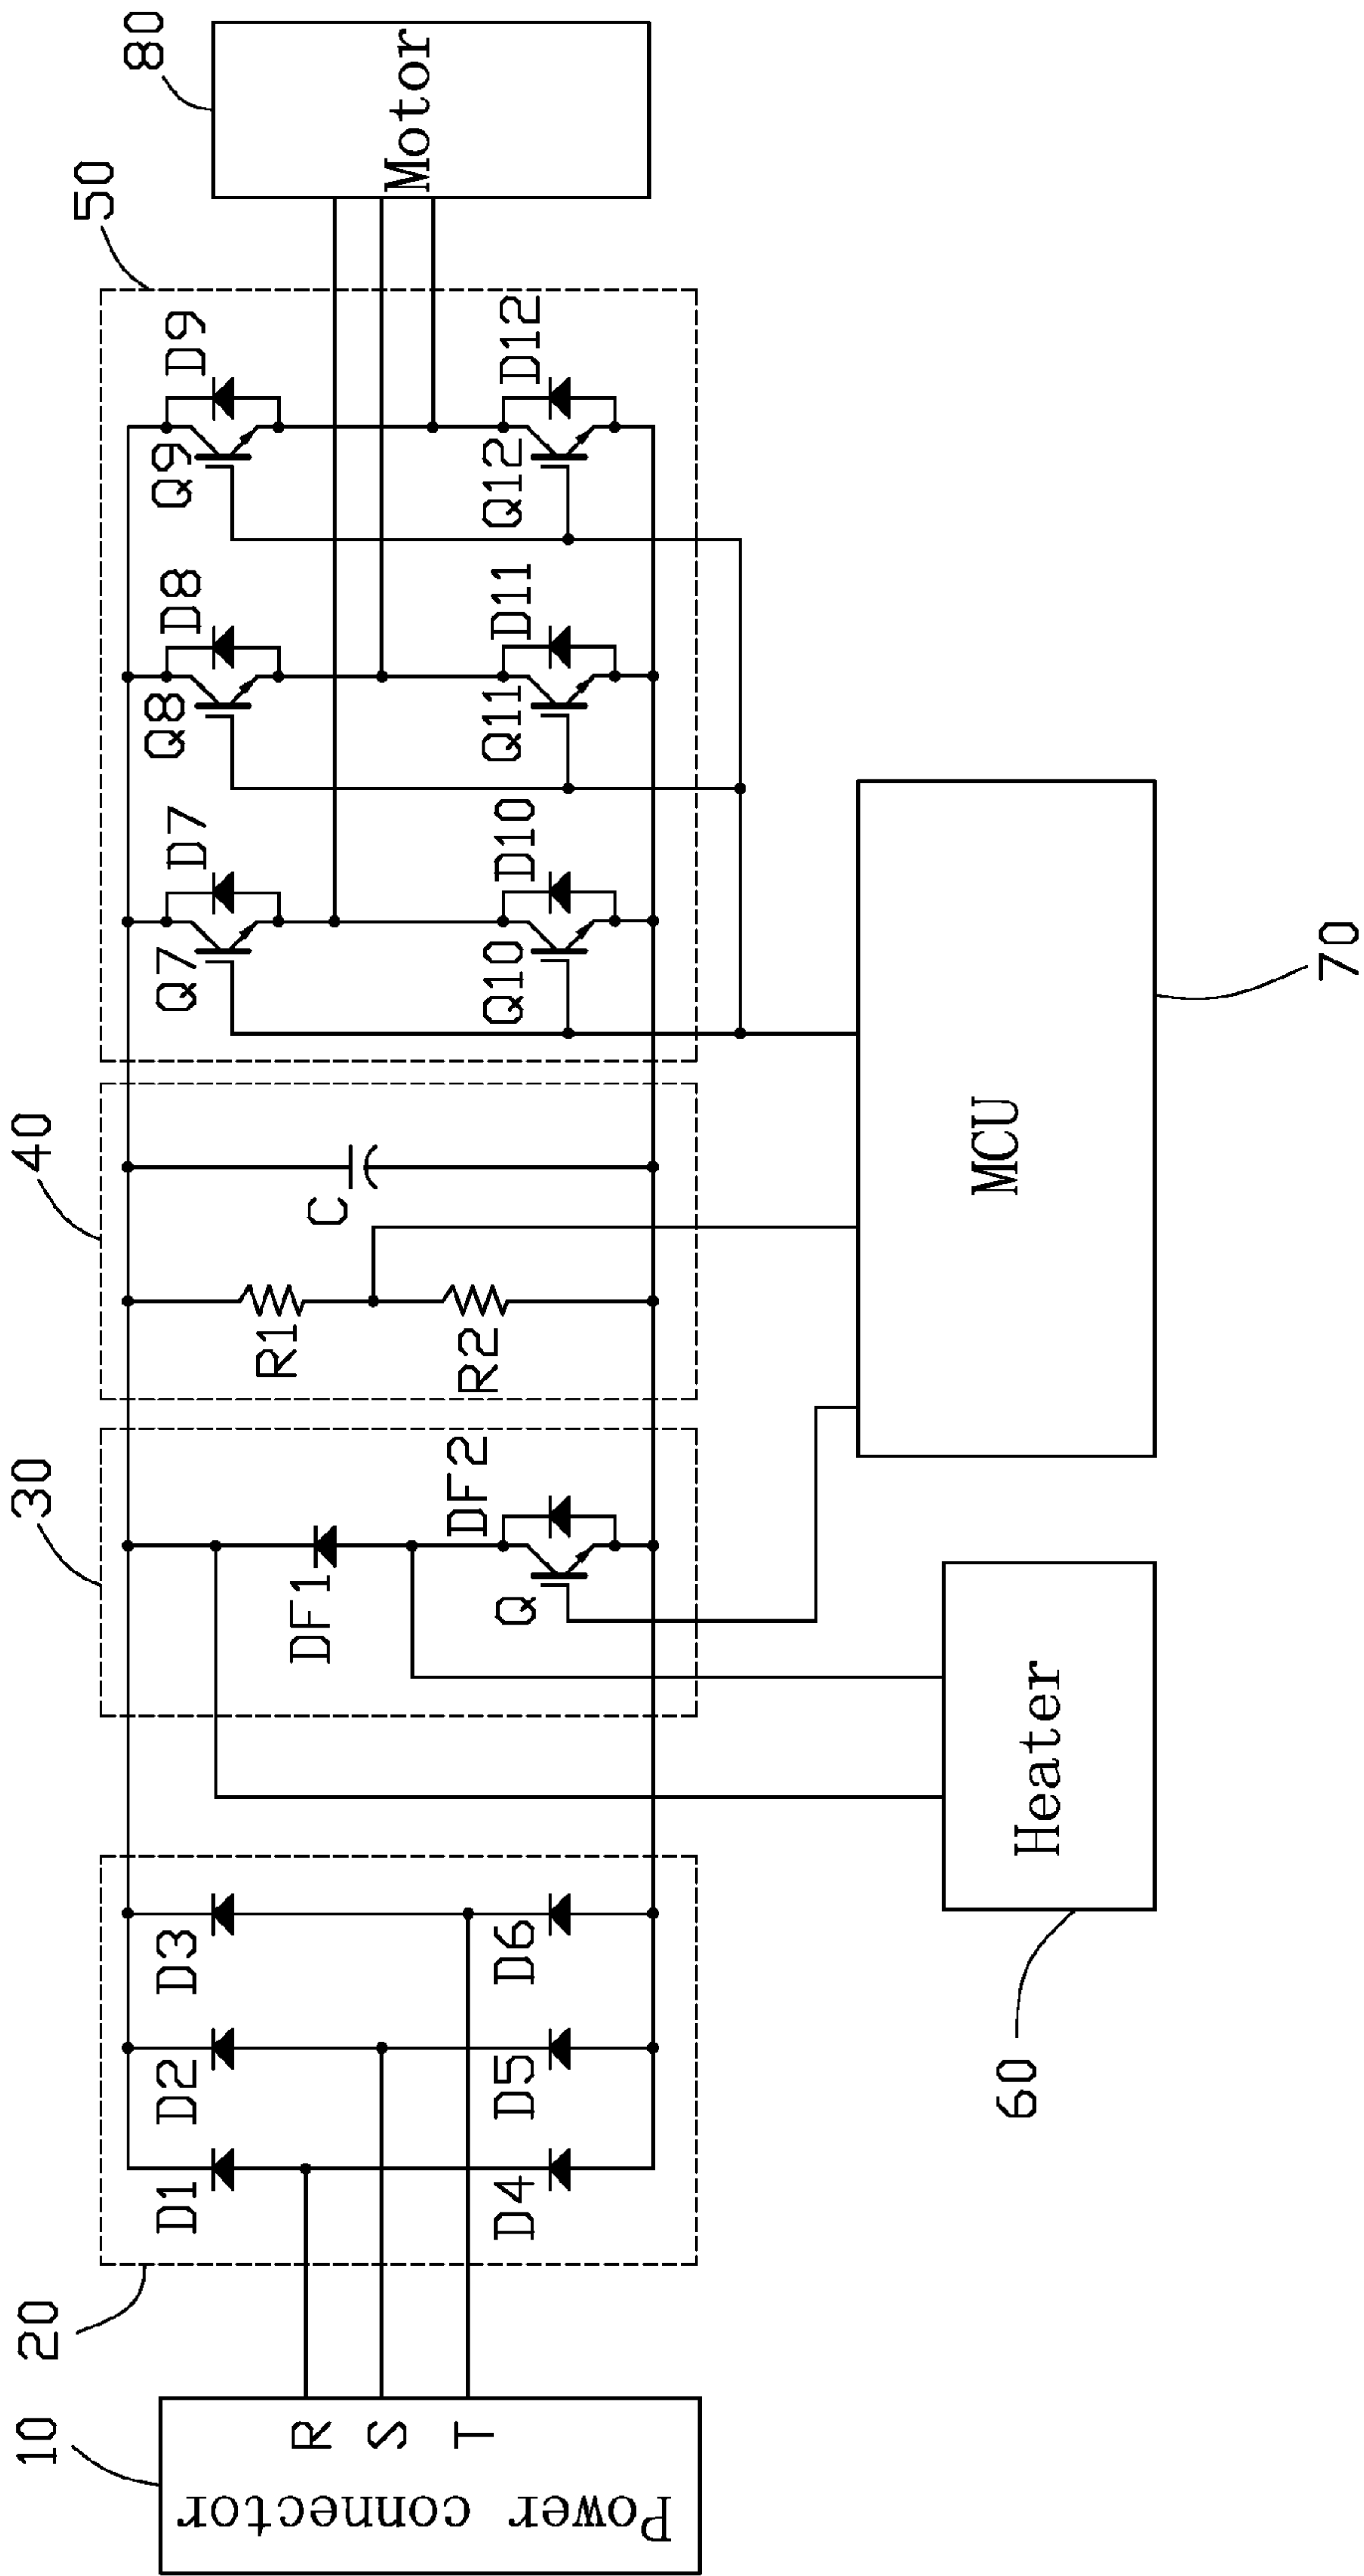 10
20
30
40
50
80
Power connector
R
S
T
D1
D2
D3
D4
D5
D6
DF1
DF2
Q
R1
R2
C
Q7
D7
Q8
D8
Q9
D9
Q10
D10
Q11
D11
Q12
D12
Motor
Heater
MCU
60
70